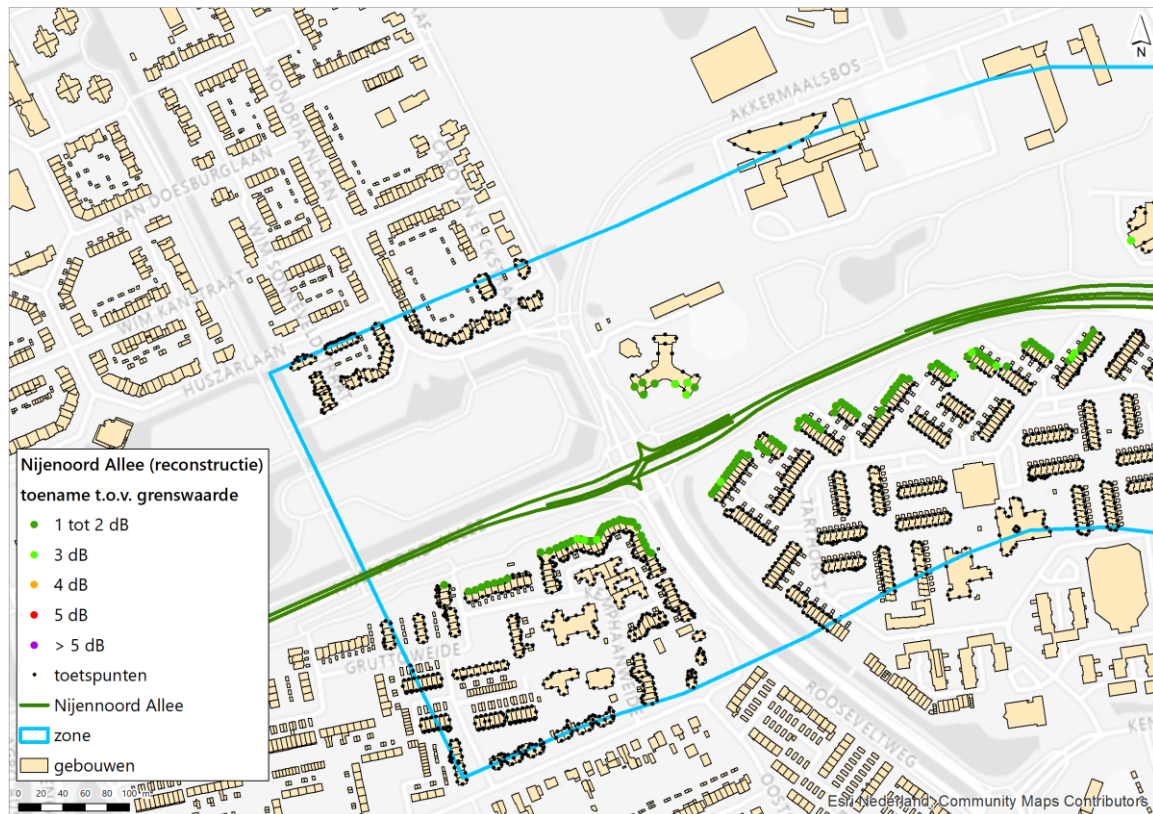 N
AKKERMAALSBOS
MONDRIAANLAAN
VAN DOESBURGLAAN
WIM KAN STRAAT
HUSZARLAAN
Nijenoord Allee (reconstructie)
toename t.o.v. grenswaarde
1 tot 2 dB
3 dB
4 dB
5 dB
> 5 dB
toetspunten
Nijennoord Allee
zone
gebouwen
0 20 40 60 80 100 m
TARTHORST
GRUTTOWEIDE
KEMPHAANWEIDE
ROOSEVELTWEG
Esri Nederland, Community Maps Contributors